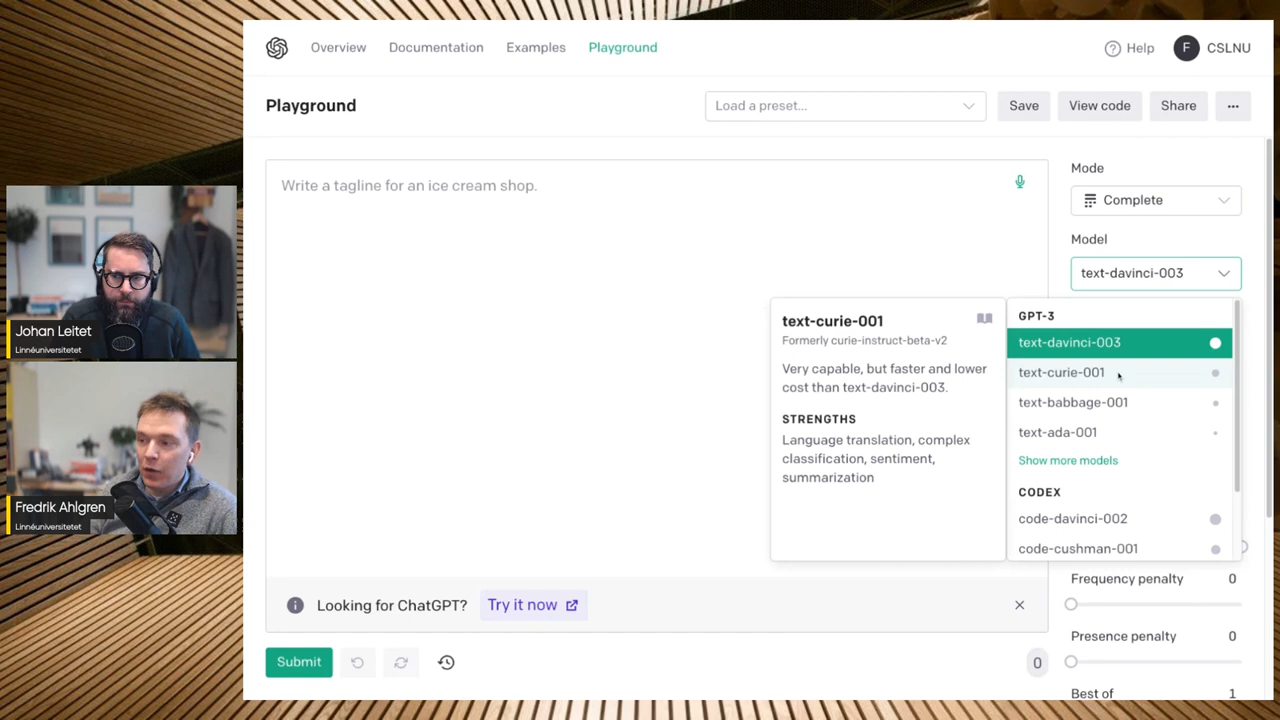 Overview Documentation Examples Playground
Help F CSLNU
Playground
Load a preset...
Save View code Share ...
Write a tagline for an ice cream shop.
Mode
Complete
Model
text-davinci-003
text-curie-001
Formerly curie-instruct-beta-v2
Very capable, but faster and lower
cost than text-davinci-003.
STRENGTHS
Language translation, complex
classification, sentiment,
summarization
GPT-3
text-davinci-003
text-curie-001
text-babbage-001
text-ada-001
Show more models
CODEX
code-davinci-002
code-cushman-001
Frequency penalty 0
Presence penalty 0
Best of 1
Looking for ChatGPT? Try it now
Submit
0
Johan Leitet
Linnéuniversitetet
Fredrik Ahlgren
Linnéuniversitetet